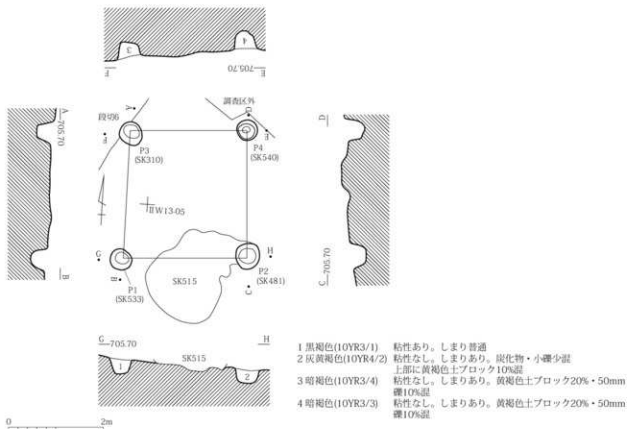 3
4
F
705.70
E
A
705.70
B
段切6
A
F
調査区外
D
E
P3
(SK310)
P4
(SK540)
ⅡW13-05
G
B
P1
(SK533)
SK515
H
P2
(SK481)
C
D
C
705.70
G
705.70
SK515
H
1
2
1 黒褐色(10YR3/1) 粘性あり。しまり普通
2 灰黄褐色(10YR4/2) 粘性なし。しまりあり。炭化物・小礫少混
上部に黄褐色土ブロック10%混
3 暗褐色(10YR3/4) 粘性なし。しまりあり。黄褐色土ブロック20%・50mm
礫10%混
4 暗褐色(10YR3/3) 粘性なし。しまりあり。黄褐色土ブロック20%・50mm
礫10%混
0 2m